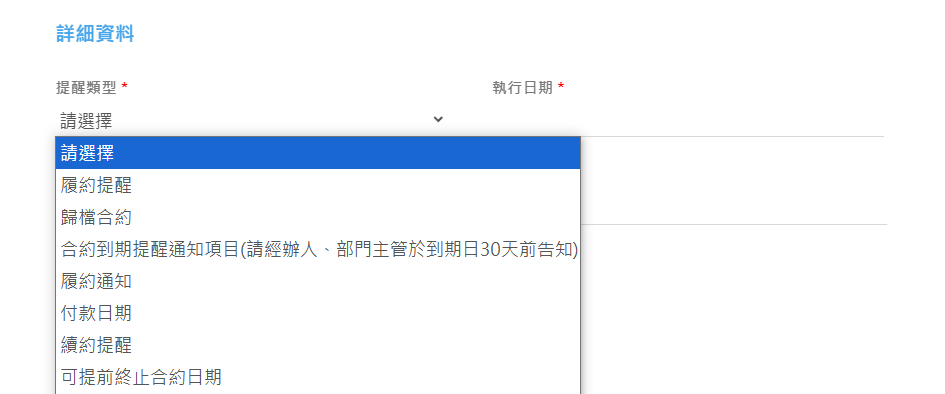 詳細資料
提醒類型 * 執行日期 *
請選擇
請選擇
履約提醒
歸檔合約
合約到期提醒通知項目(請經辦人、部門主管於到期日30天前告知)
履約通知
付款日期
續約提醒
可提前終止合約日期